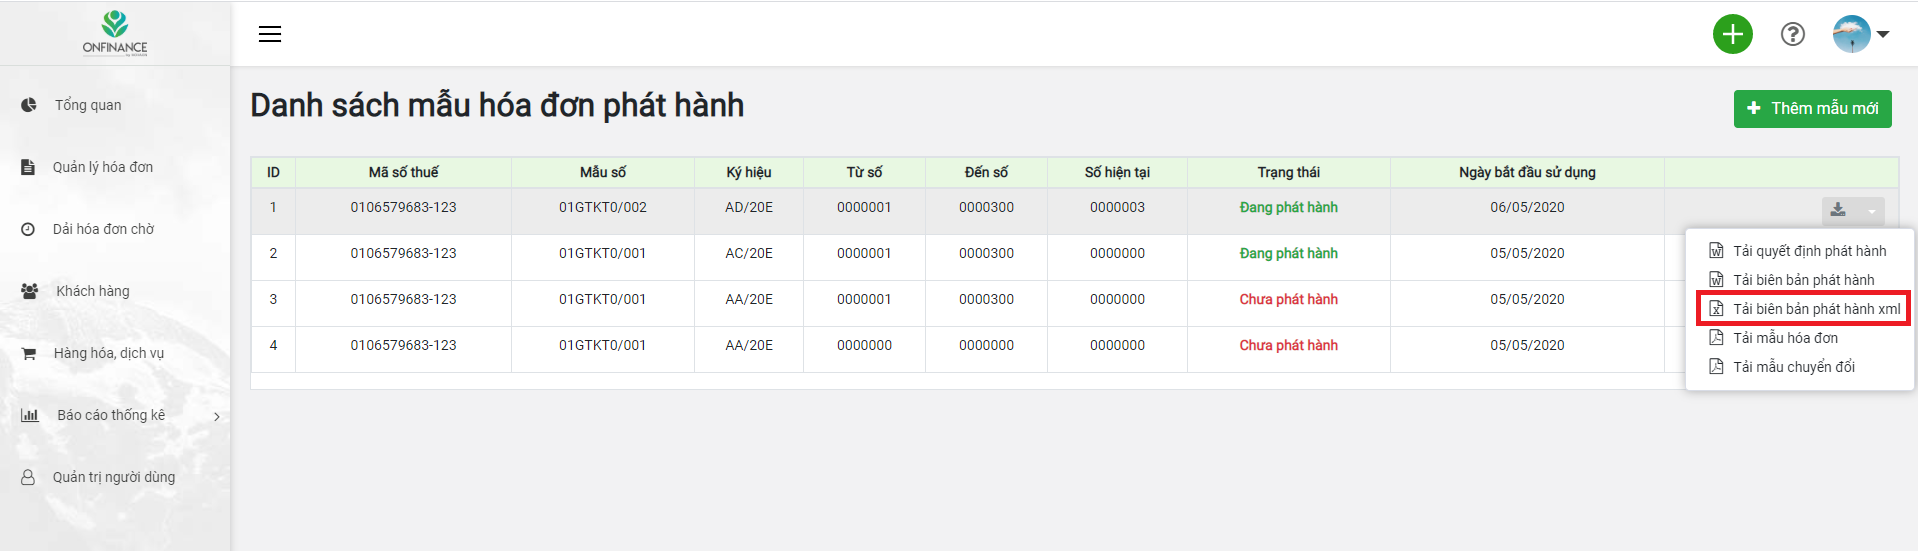 ONFINANCE
Tổng quan
Quản lý hóa đơn
Dải hóa đơn chờ
Khách hàng
Hàng hóa, dịch vụ
Báo cáo thống kê
Quản trị người dùng
Danh sách mẫu hóa đơn phát hành
Thêm mẫu mới
ID Mã số thuế Mẫu số Ký hiệu Từ số Đến số Số hiện tại Trạng thái Ngày bắt đầu sử dụng
1 0106579683-123 01GTKT0/002 AD/20E 0000001 0000300 0000003 Đang phát hành 06/05/2020
2 0106579683-123 01GTKT0/001 AC/20E 0000001 0000300 0000000 Đang phát hành 05/05/2020
3 0106579683-123 01GTKT0/001 AA/20E 0000001 0000300 0000000 Chưa phát hành 05/05/2020
4 0106579683-123 01GTKT0/001 AA/20E 0000000 0000000 0000000 Chưa phát hành 05/05/2020
Tải quyết định phát hành
Tải biên bản phát hành
Tải biên bản phát hành xml
Tải mẫu hóa đơn
Tải mẫu chuyển đổi